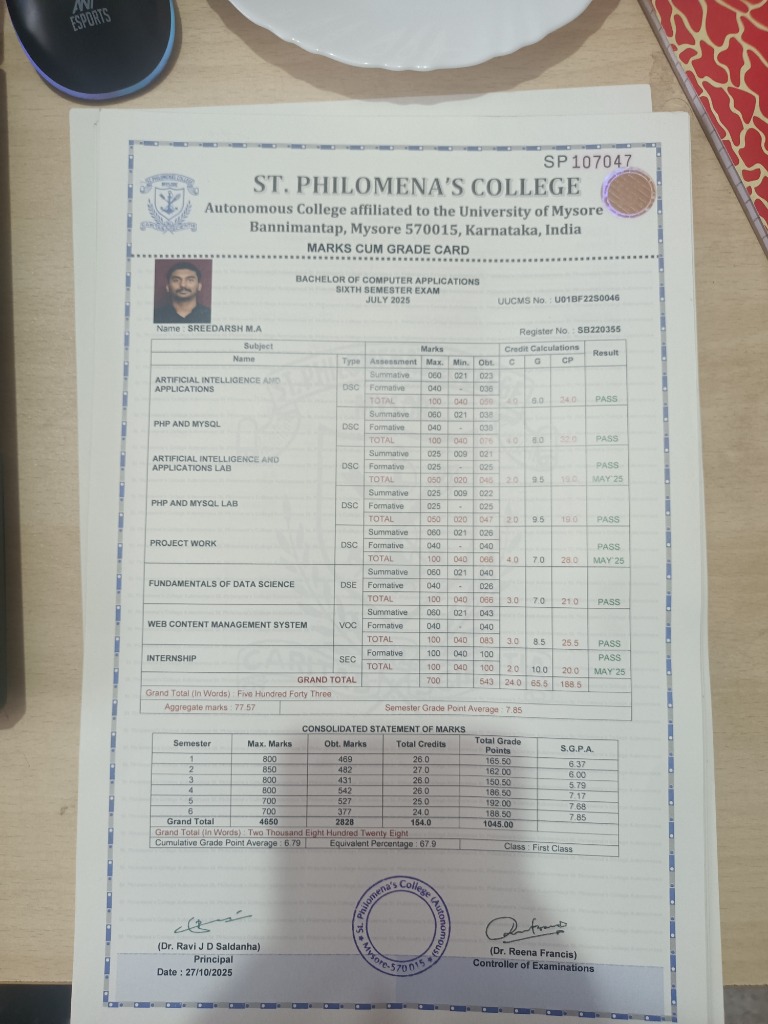 ESPORTS
SP107047
ST. PHILOMENA'S COLLEGE
Autonomous College affiliated to the University of Mysore
Bannimantap, Mysore 570015, Karnataka, India
MARKS CUM GRADE CARD
BACHELOR OF COMPUTER APPLICATIONS
SIXTH SEMESTER EXAM
JULY 2025
UUCMS No. : U01BF22S0046
Name : SREEDARSH M.A
Register No. : SB220355
Subject Marks Credit Calculations Result
Name Type Assessment Max. Min. Obt. C G CP
ARTIFICIAL INTELLIGENCE AND APPLICATIONS DSC
Summative 060 021 023
Formative 040 - 036
TOTAL 100 040 4.0 6.0 24.0 PASS
PHP AND MYSQL DSC
Summative 060 021
Formative 040 -
TOTAL 100 040 076 4.0 8.0 32.0 PASS
ARTIFICIAL INTELLIGENCE AND APPLICATIONS LAB DSC
Summative 025 009 021
Formative 025 - 025 PASS
TOTAL 050 020 2.0 9.5 19.0 MAY'25
PHP AND MYSQL LAB DSC
Summative 025 009 022
Formative 025 - 025
TOTAL 050 020 047 2.0 9.5 19.0 PASS
PROJECT WORK DSC
Summative 060 021 026
Formative 040 - 040 PASS
TOTAL 100 040 066 4.0 7.0 28.0 MAY'25
FUNDAMENTALS OF DATA SCIENCE DSE
Summative 060 021 040
Formative 040 - 026
TOTAL 100 040 066 3.0 7.0 21.0 PASS
WEB CONTENT MANAGEMENT SYSTEM VOC
Summative 060 021 043
Formative 040 - 040
TOTAL 100 040 083 3.0 8.5 25.5 PASS
INTERNSHIP SEC
Formative 100 040 100 PASS
TOTAL 100 040 100 2.0 10.0 20.0 MAY'25
GRAND TOTAL 700 543 24.0 65.5 188.5
Grand Total (In Words) : Five Hundred Forty Three
Aggregate marks : 77.57 Semester Grade Point Average : 7.85
CONSOLIDATED STATEMENT OF MARKS
Semester Max. Marks Obt. Marks Total Credits Total Grade Points S.G.P.A.
1 800 469 26.0 165.50 6.37
2 850 482 27.0 162.00 6.00
3 800 431 26.0 150.50 5.79
4 800 542 26.0 186.50 7.17
5 700 527 25.0 192.00 7.68
6 700 377 24.0 188.50 7.85
Grand Total 4650 2828 154.0 1045.00
Grand Total (In Words) : Two Thousand Eight Hundred Twenty Eight
Cumulative Grade Point Average : 6.79 Equivalent Percentage : 67.9 Class : First Class
St. Philomena's College (Autonomous)
Mysore-570 015
(Dr. Ravi J D Saldanha)
Principal
Date : 27/10/2025
(Dr. Reena Francis)
Controller of Examinations